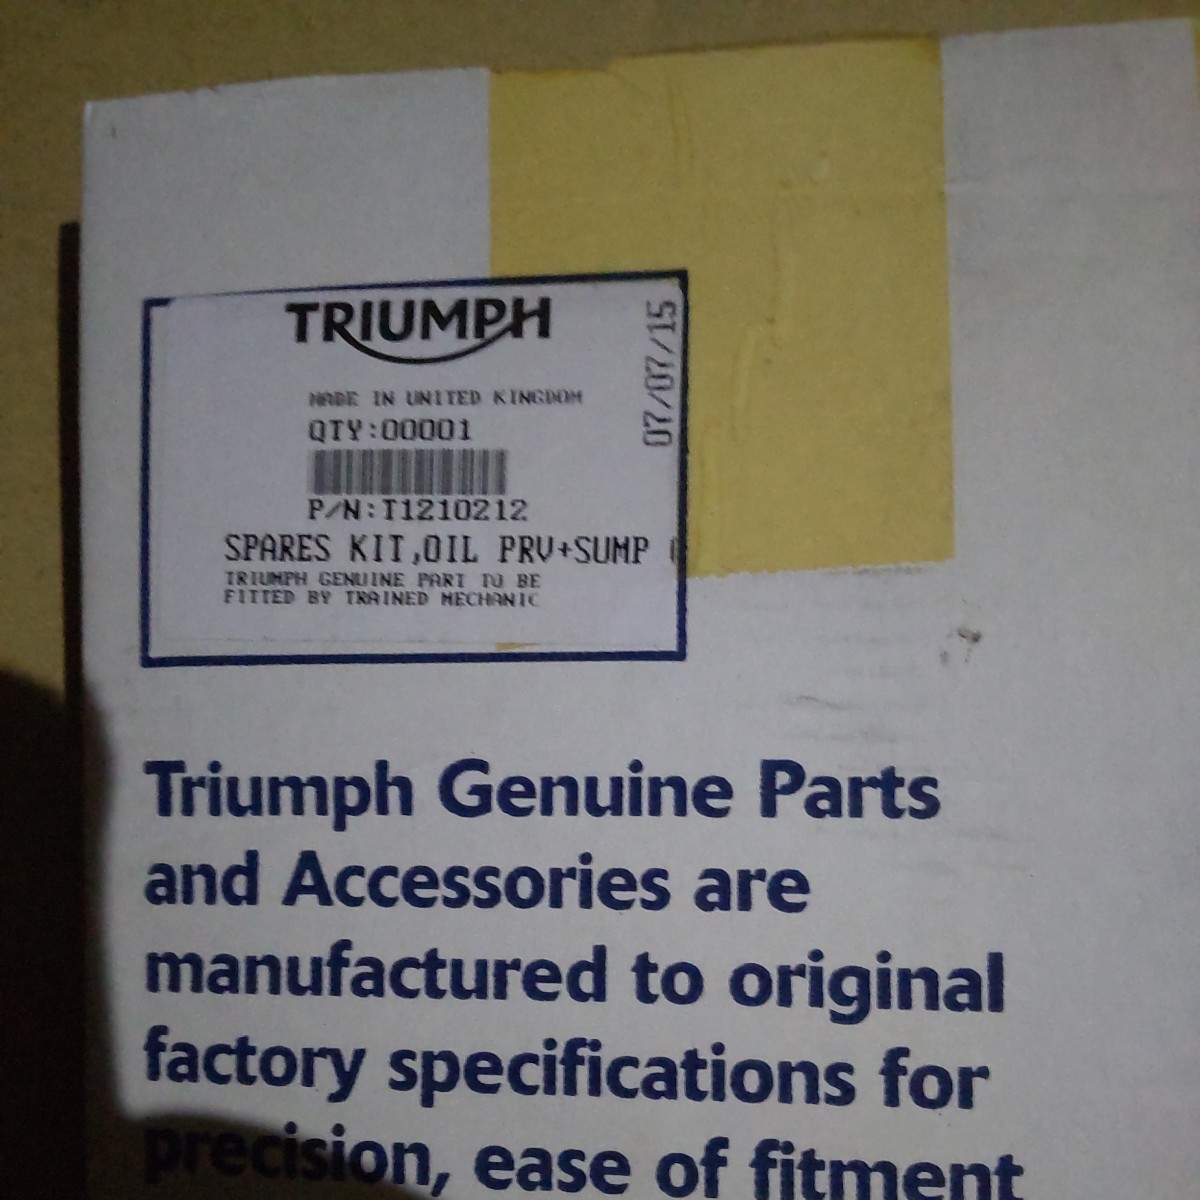 TRIUMPH
07/07/15
MADE IN UNITED KINGDOM
QTY:00001
P/N:T1210212
SPARES KIT,OIL PRV+SUMP
TRIUMPH GENUINE PART TO BE
FITTED BY TRAINED MECHANIC
Triumph Genuine Parts
and Accessories are
manufactured to original
factory specifications for
precision, ease of fitment